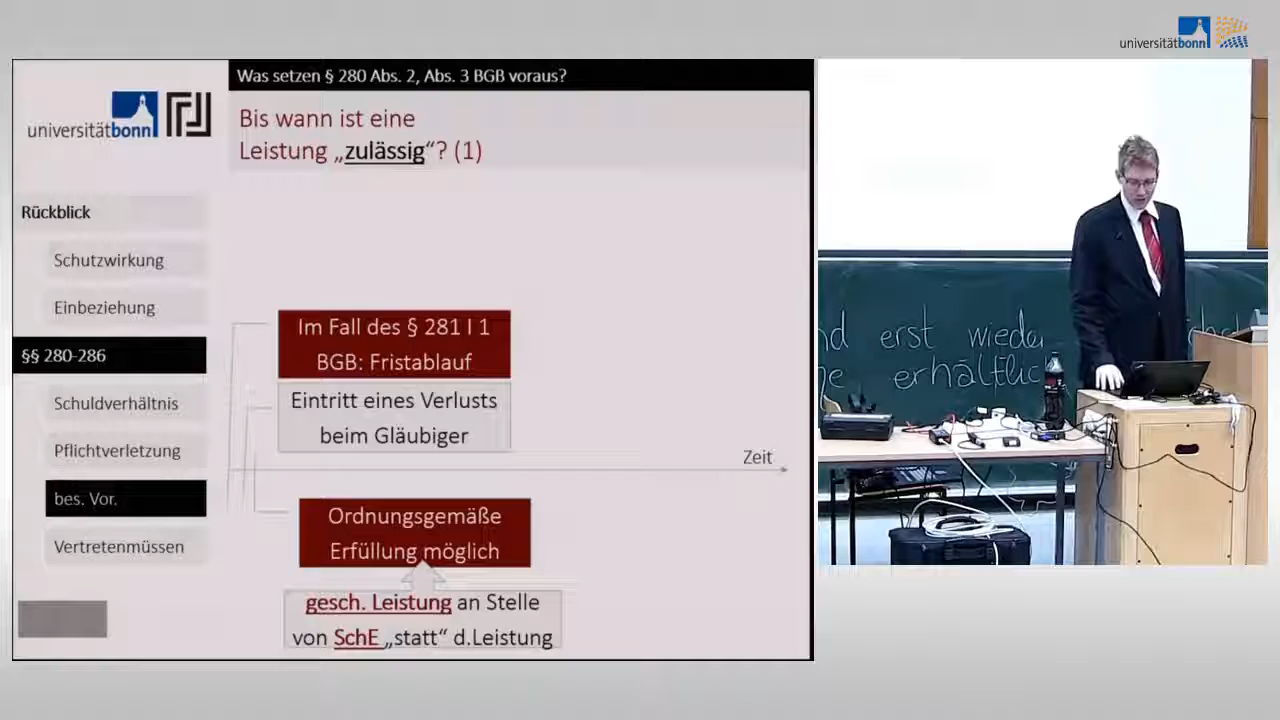 universitätbonn
Was setzen § 280 Abs. 2, Abs. 3 BGB voraus?
universitätbonn
Bis wann ist eine
Leistung „zulässig“? (1)
Rückblick
Schutzwirkung
Einbeziehung
§§ 280-286
Schuldverhältnis
Pflichtverletzung
bes. Vor.
Vertretenmüssen
Im Fall des § 281 I 1
BGB: Fristablauf
Eintritt eines Verlusts
beim Gläubiger
Zeit
Ordnungsgemäße
Erfüllung möglich
gesch. Leistung an Stelle
von SchE „statt“ d.Leistung
erst wieder
erhältlic